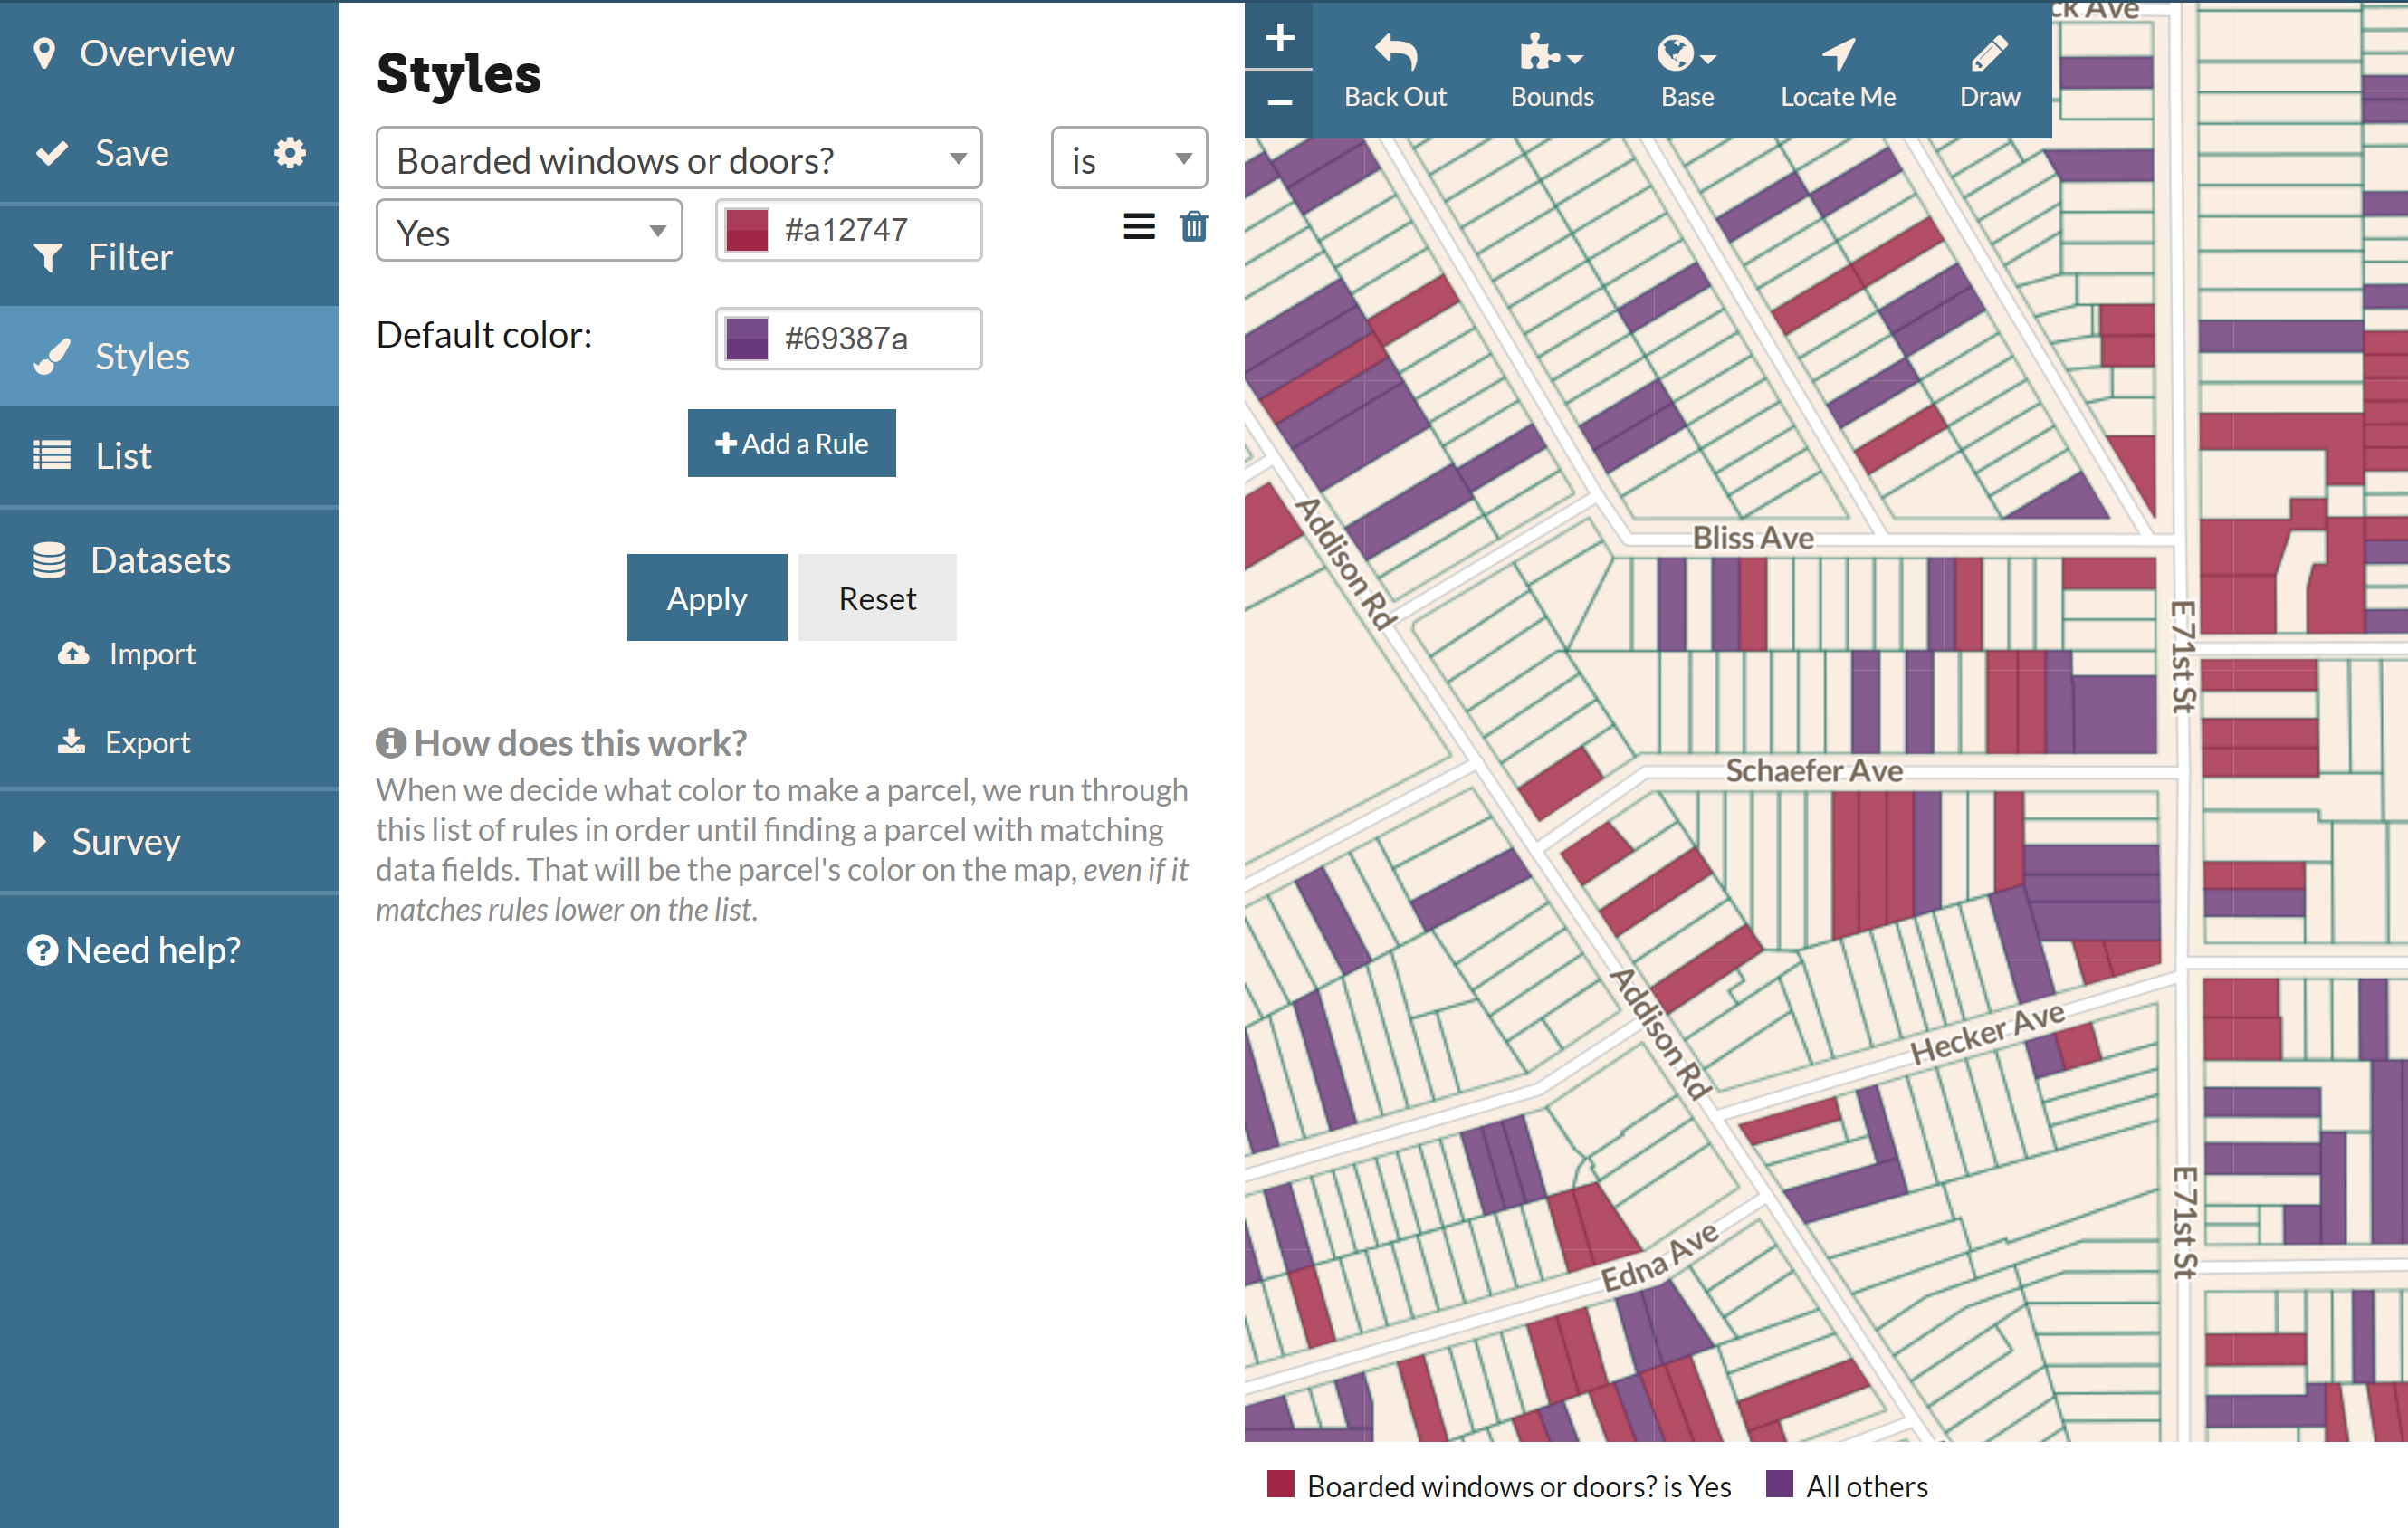 Overview
Save
Filter
Styles
List
Datasets
Import
Export
Survey
Need help?
Styles
Boarded windows or doors?
is
Yes
#a12747
Default color:
#69387a
Add a Rule
Apply
Reset
How does this work?
When we decide what color to make a parcel, we run through
this list of rules in order until finding a parcel with matching
data fields. That will be the parcel's color on the map, even if it
matches rules lower on the list.
Back Out
Bounds
Base
Locate Me
Draw
Ave
Bliss Ave
Addison Rd
E 71st St
Schaefer Ave
Addison Rd
Hecker Ave
E 71st St
Edna Ave
Boarded windows or doors? is Yes
All others